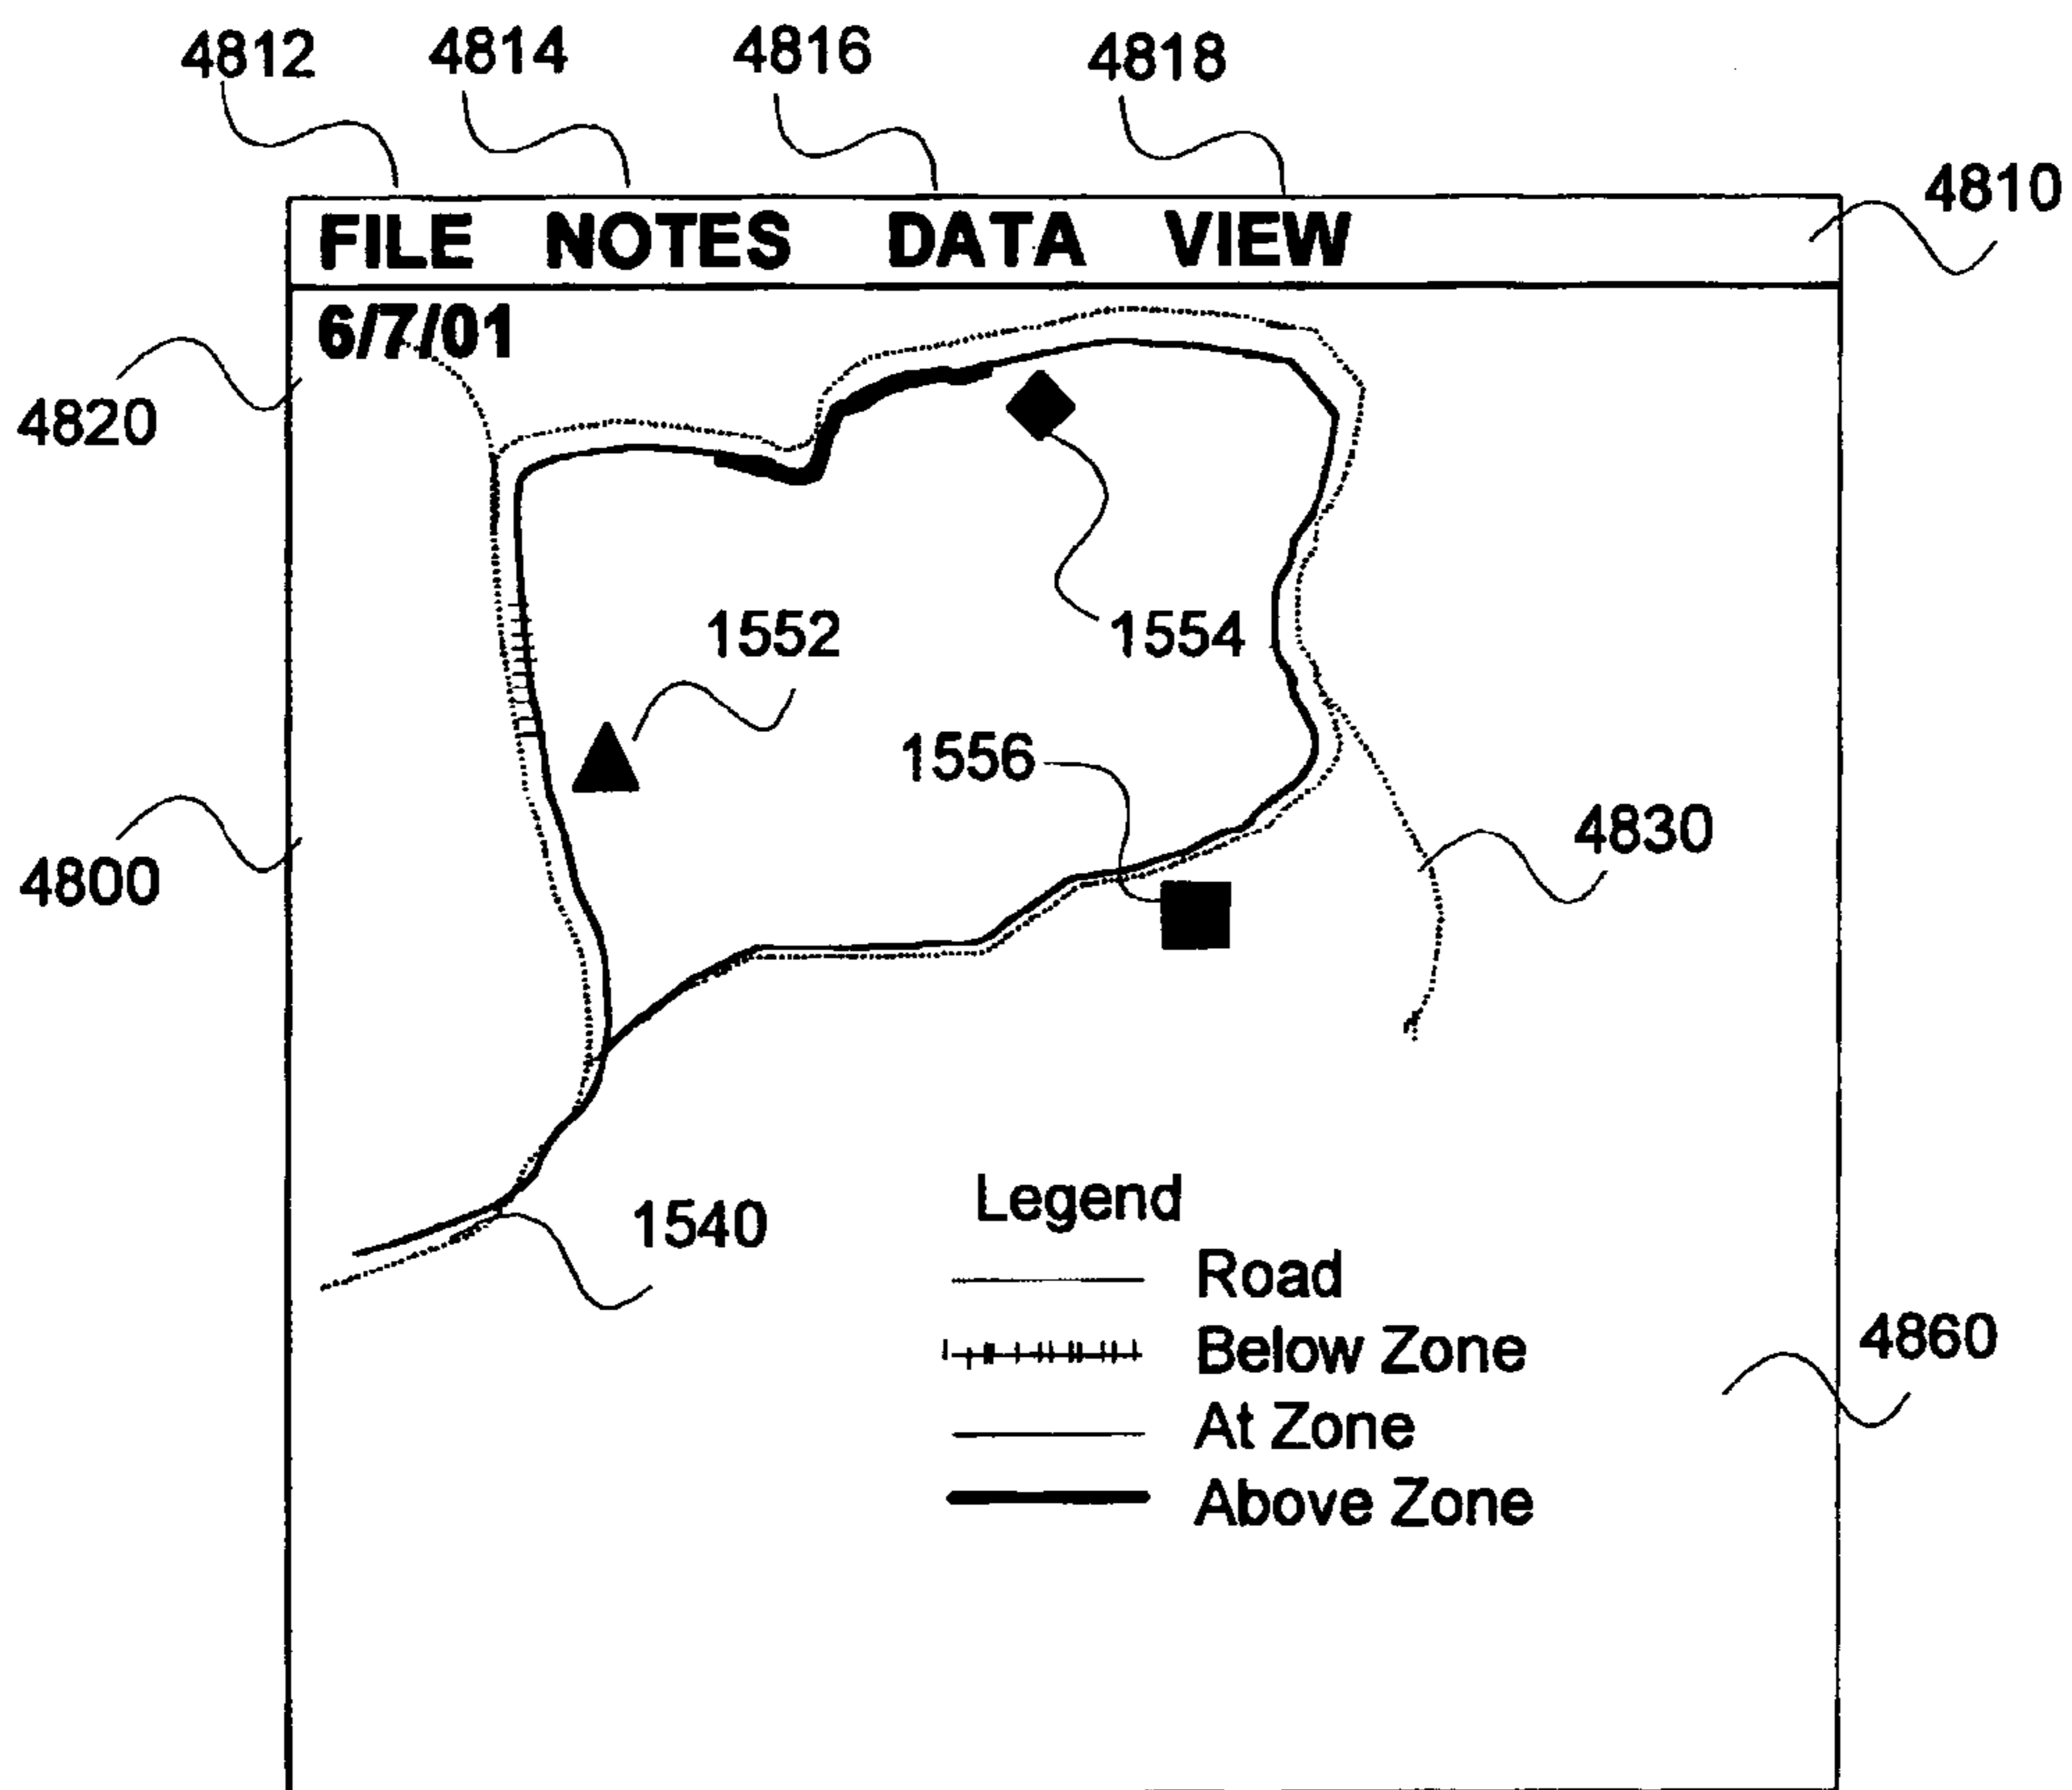 4812 4814 4816 4818
4810
FILE NOTES DATA VIEW
6/7/01
4820
1552
1554
1556
4830
4800
1540
Legend
Road
Below Zone
4860
At Zone
Above Zone